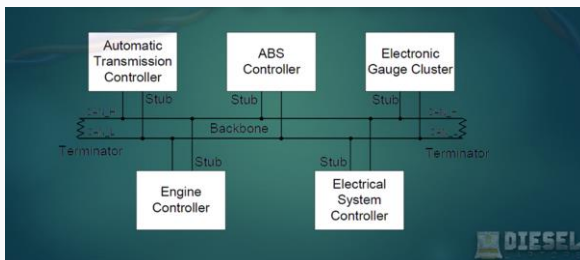 Automatic
Transmission
Controller
ABS
Controller
Electronic
Gauge Cluster
Stub
Stub
Stub
Backbone
Terminator
Terminator
Stub
Stub
Engine
Controller
Electrical
System
Controller
DIESEL